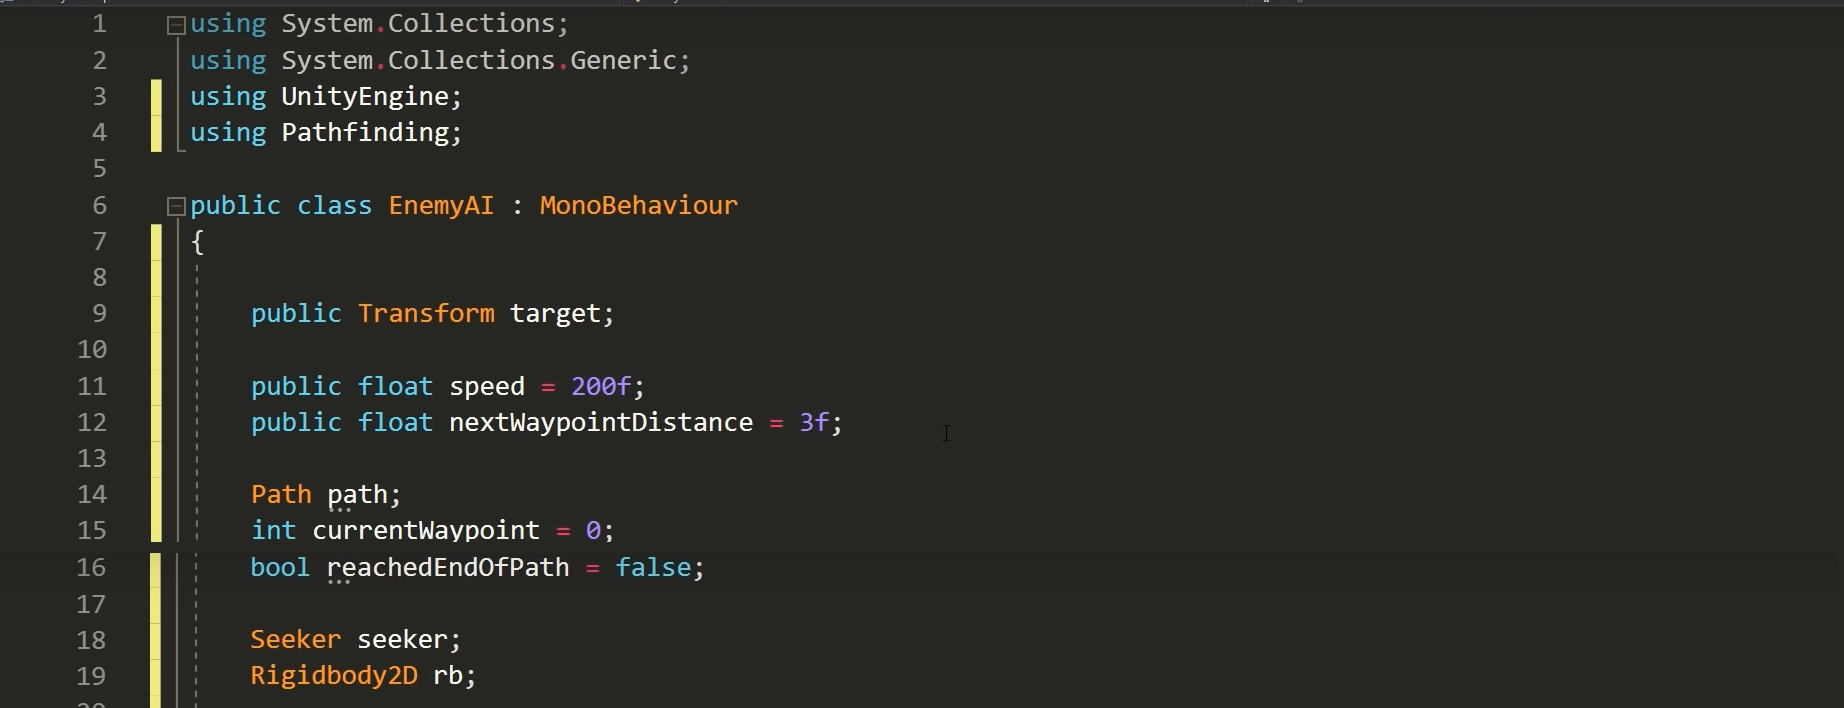 1 using System.Collections;
2 using System.Collections.Generic;
3 using UnityEngine;
4 using Pathfinding;
5
6 public class EnemyAI : MonoBehaviour
7 {
8
9 public Transform target;
10
11 public float speed = 200f;
12 public float nextWaypointDistance = 3f;
13
14 Path path;
15 int currentWaypoint = 0;
16 bool reachedEndOfPath = false;
17
18 Seeker seeker;
19 Rigidbody2D rb;